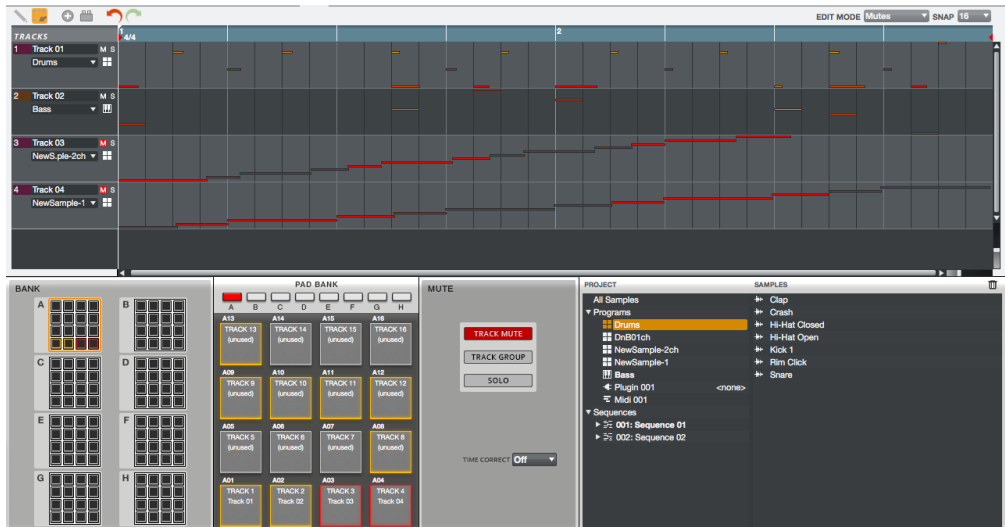 EDIT MODE Mutes SNAP 16
TRACKS
1 2
4/4
1 Track 01 M S
Drums
2 Track 02 M S
Bass
3 Track 03 M S
NewS.ple-2ch
4 Track 04 M S
NewSample-1
BANK
A B
C D
E F
G H
PAD BANK
A B C D E F G H
A13 A14 A15 A16
TRACK 13 TRACK 14 TRACK 15 TRACK 16
(unused) (unused) (unused) (unused)
A09 A10 A11 A12
TRACK 9 TRACK 10 TRACK 11 TRACK 12
(unused) (unused) (unused) (unused)
A05 A06 A07 A08
TRACK 5 TRACK 6 TRACK 7 TRACK 8
(unused) (unused) (unused) (unused)
A01 A02 A03 A04
TRACK 1 TRACK 2 TRACK 3 TRACK 4
Track 01 Track 02 Track 03 Track 04
MUTE
TRACK MUTE
TRACK GROUP
SOLO
TIME CORRECT Off
PROJECT
All Samples
Programs
Drums
DnB01ch
NewSample-2ch
NewSample-1
Bass
Plugin 001 <none>
Midi 001
Sequences
001: Sequence 01
002: Sequence 02
SAMPLES
Clap
Crash
Hi-Hat Closed
Hi-Hat Open
Kick 1
Rim Click
Snare